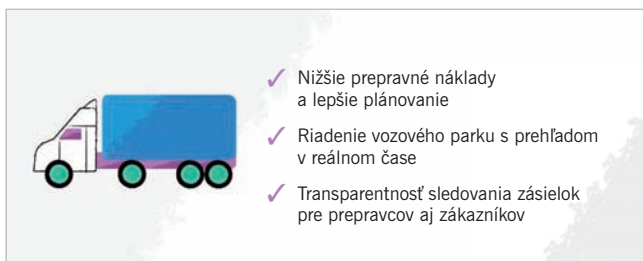 ✓ Nižšie prepravné náklady
a lepšie plánovanie
✓ Riadenie vozového parku s prehľadom
v reálnom čase
✓ Transparentnosť sledovania zásielok
pre prepravcov aj zákazníkov